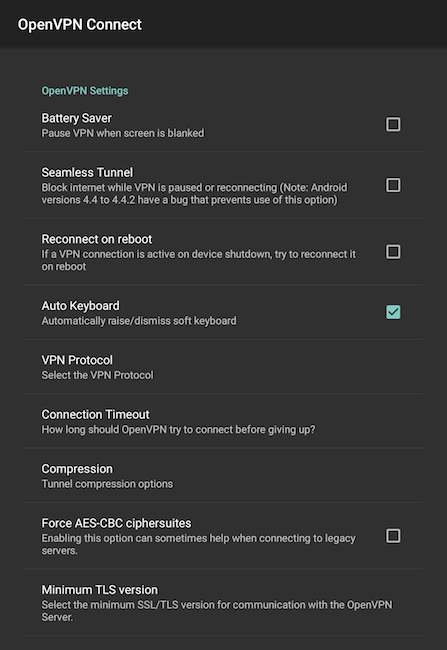 OpenVPN Connect
OpenVPN Settings
Battery Saver
Pause VPN when screen is blanked
Seamless Tunnel
Block internet while VPN is paused or reconnecting (Note: Android
versions 4.4 to 4.4.2 have a bug that prevents use of this option)
Reconnect on reboot
If a VPN connection is active on device shutdown, try to reconnect it
on reboot
Auto Keyboard
Automatically raise/dismiss soft keyboard
VPN Protocol
Select the VPN Protocol
Connection Timeout
How long should OpenVPN try to connect before giving up?
Compression
Tunnel compression options
Force AES-CBC ciphersuites
Enabling this option can sometimes help when connecting to legacy
servers.
Minimum TLS version
Select the minimum SSL/TLS version for communication with the OpenVPN
Server.